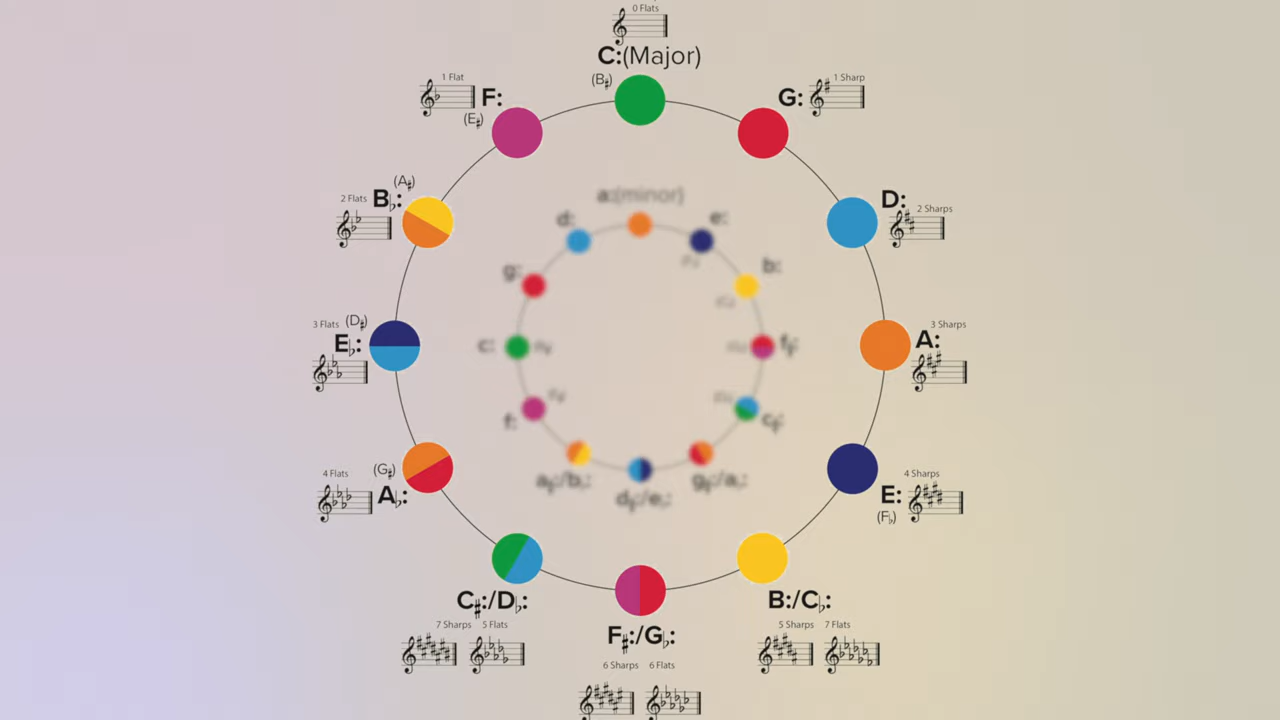 0 Flats
C:(Major)
(B♯)
1 Flat
F:
(E♯)
G:
1 Sharp
(A♯)
2 Flats
B♭:
D:
2 Sharps
a:(minor)
d:
e:
g:
b:
3 Flats
(D♯)
E♭:
3 Sharps
A:
c:
f♯:
f:
c♯:
4 Flats
(G♯)
A♭:
4 Sharps
E:
(F♭)
a♯:/b♭:
d♯:/e♭:
g♯:/a♭:
C♯:/D♭:
7 Sharps
5 Flats
F♯:/G♭:
6 Sharps
6 Flats
B:/C♭:
5 Sharps
7 Flats